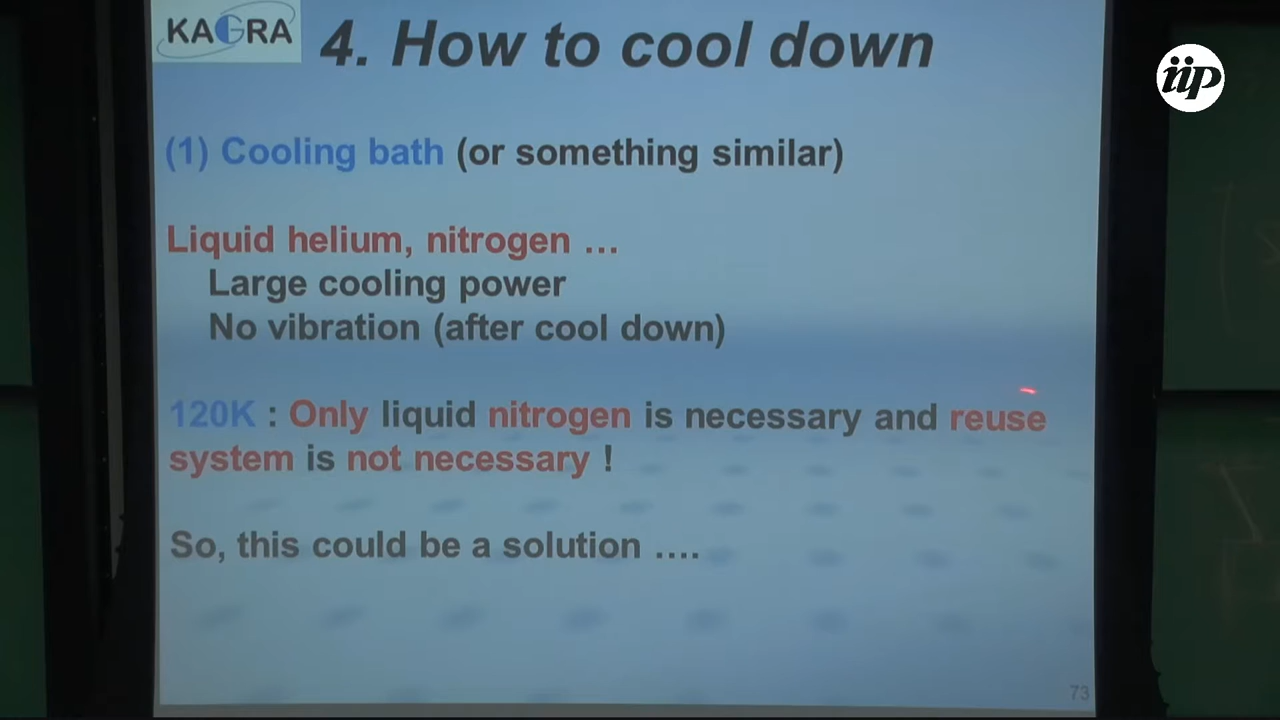 KAGRA
4. How to cool down
iip
(1) Cooling bath (or something similar)
Liquid helium, nitrogen …
Large cooling power
No vibration (after cool down)
120K : Only liquid nitrogen is necessary and reuse
system is not necessary !
So, this could be a solution ….
73